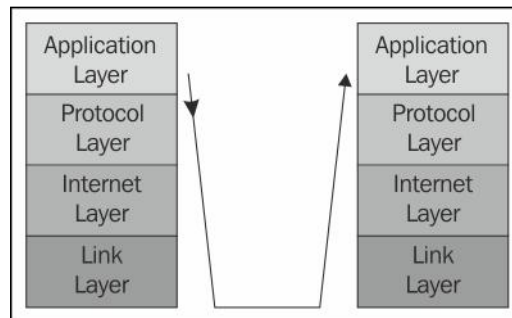 Application
Layer
Protocol
Layer
Internet
Layer
Link
Layer
Application
Layer
Protocol
Layer
Internet
Layer
Link
Layer